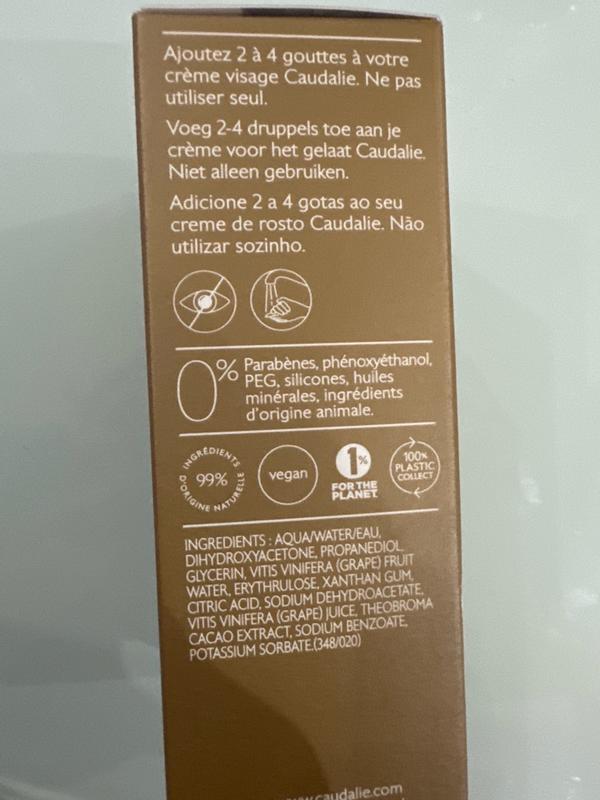 Ajoutez 2 à 4 gouttes à votre
crème visage Caudalie. Ne pas
utiliser seul.
Voeg 2-4 druppels toe aan je
crème voor het gelaat Caudalie.
Niet alleen gebruiken.
Adicione 2 a 4 gotas ao seu
creme de rosto Caudalie. Não
utilizar sozinho.
0% Parabènes, phénoxyéthanol,
PEG, silicones, huiles
minérales, ingrédients
d'origine animale.
INGRÉDIENTS
99%
D'ORIGINE NATURELLE
vegan
1%
FOR THE
PLANET
100%
PLASTIC
COLLECT
INGREDIENTS : AQUA/WATER/EAU,
DIHYDROXYACETONE, PROPANEDIOL,
GLYCERIN, VITIS VINIFERA (GRAPE) FRUIT
WATER, ERYTHRULOSE, XANTHAN GUM,
CITRIC ACID, SODIUM DEHYDROACETATE,
VITIS VINIFERA (GRAPE) JUICE, THEOBROMA
CACAO EXTRACT, SODIUM BENZOATE,
POTASSIUM SORBATE.(348/020)
caudalie.com